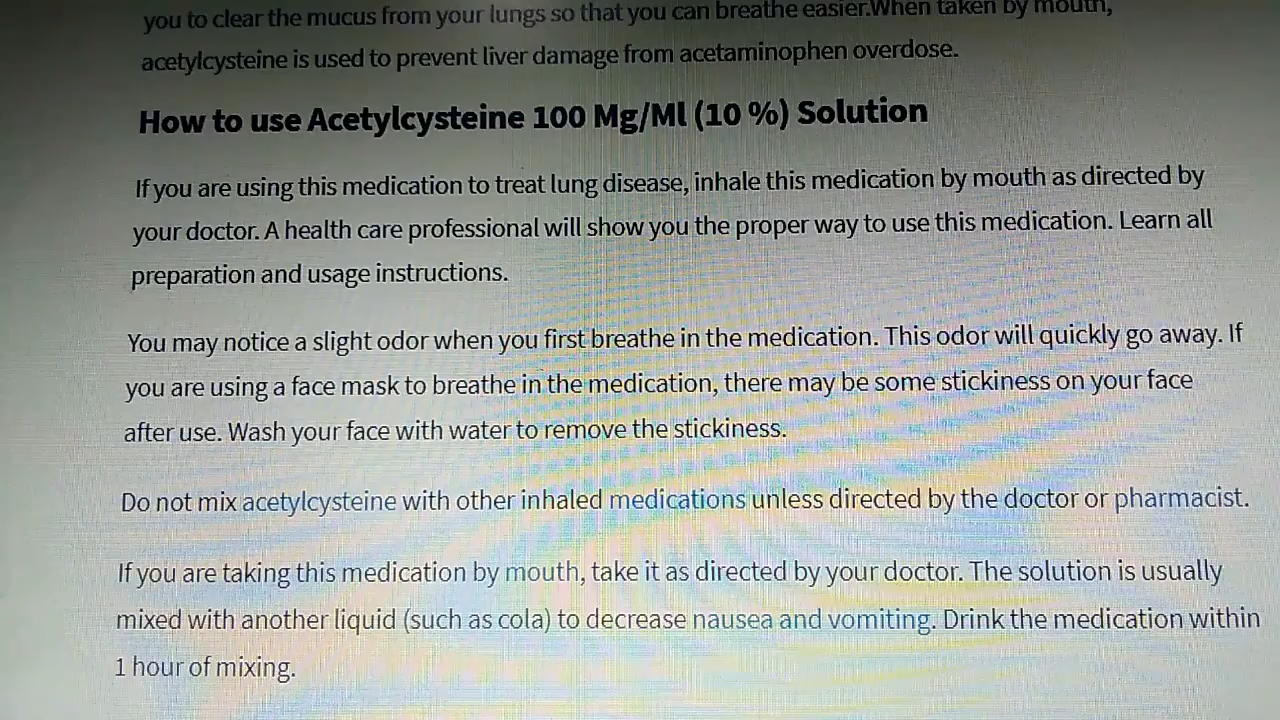 you to clear the mucus from your lungs so that you can breathe easier.When taken by mouth,
acetylcysteine is used to prevent liver damage from acetaminophen overdose.
How to use Acetylcysteine 100 Mg/Ml (10 %) Solution
If you are using this medication to treat lung disease, inhale this medication by mouth as directed by
your doctor. A health care professional will show you the proper way to use this medication. Learn all
preparation and usage instructions.
You may notice a slight odor when you first breathe in the medication. This odor will quickly go away. If
you are using a face mask to breathe in the medication, there may be some stickiness on your face
after use. Wash your face with water to remove the stickiness.
Do not mix acetylcysteine with other inhaled medications unless directed by the doctor or pharmacist.
If you are taking this medication by mouth, take it as directed by your doctor. The solution is usually
mixed with another liquid (such as cola) to decrease nausea and vomiting. Drink the medication within
1 hour of mixing.